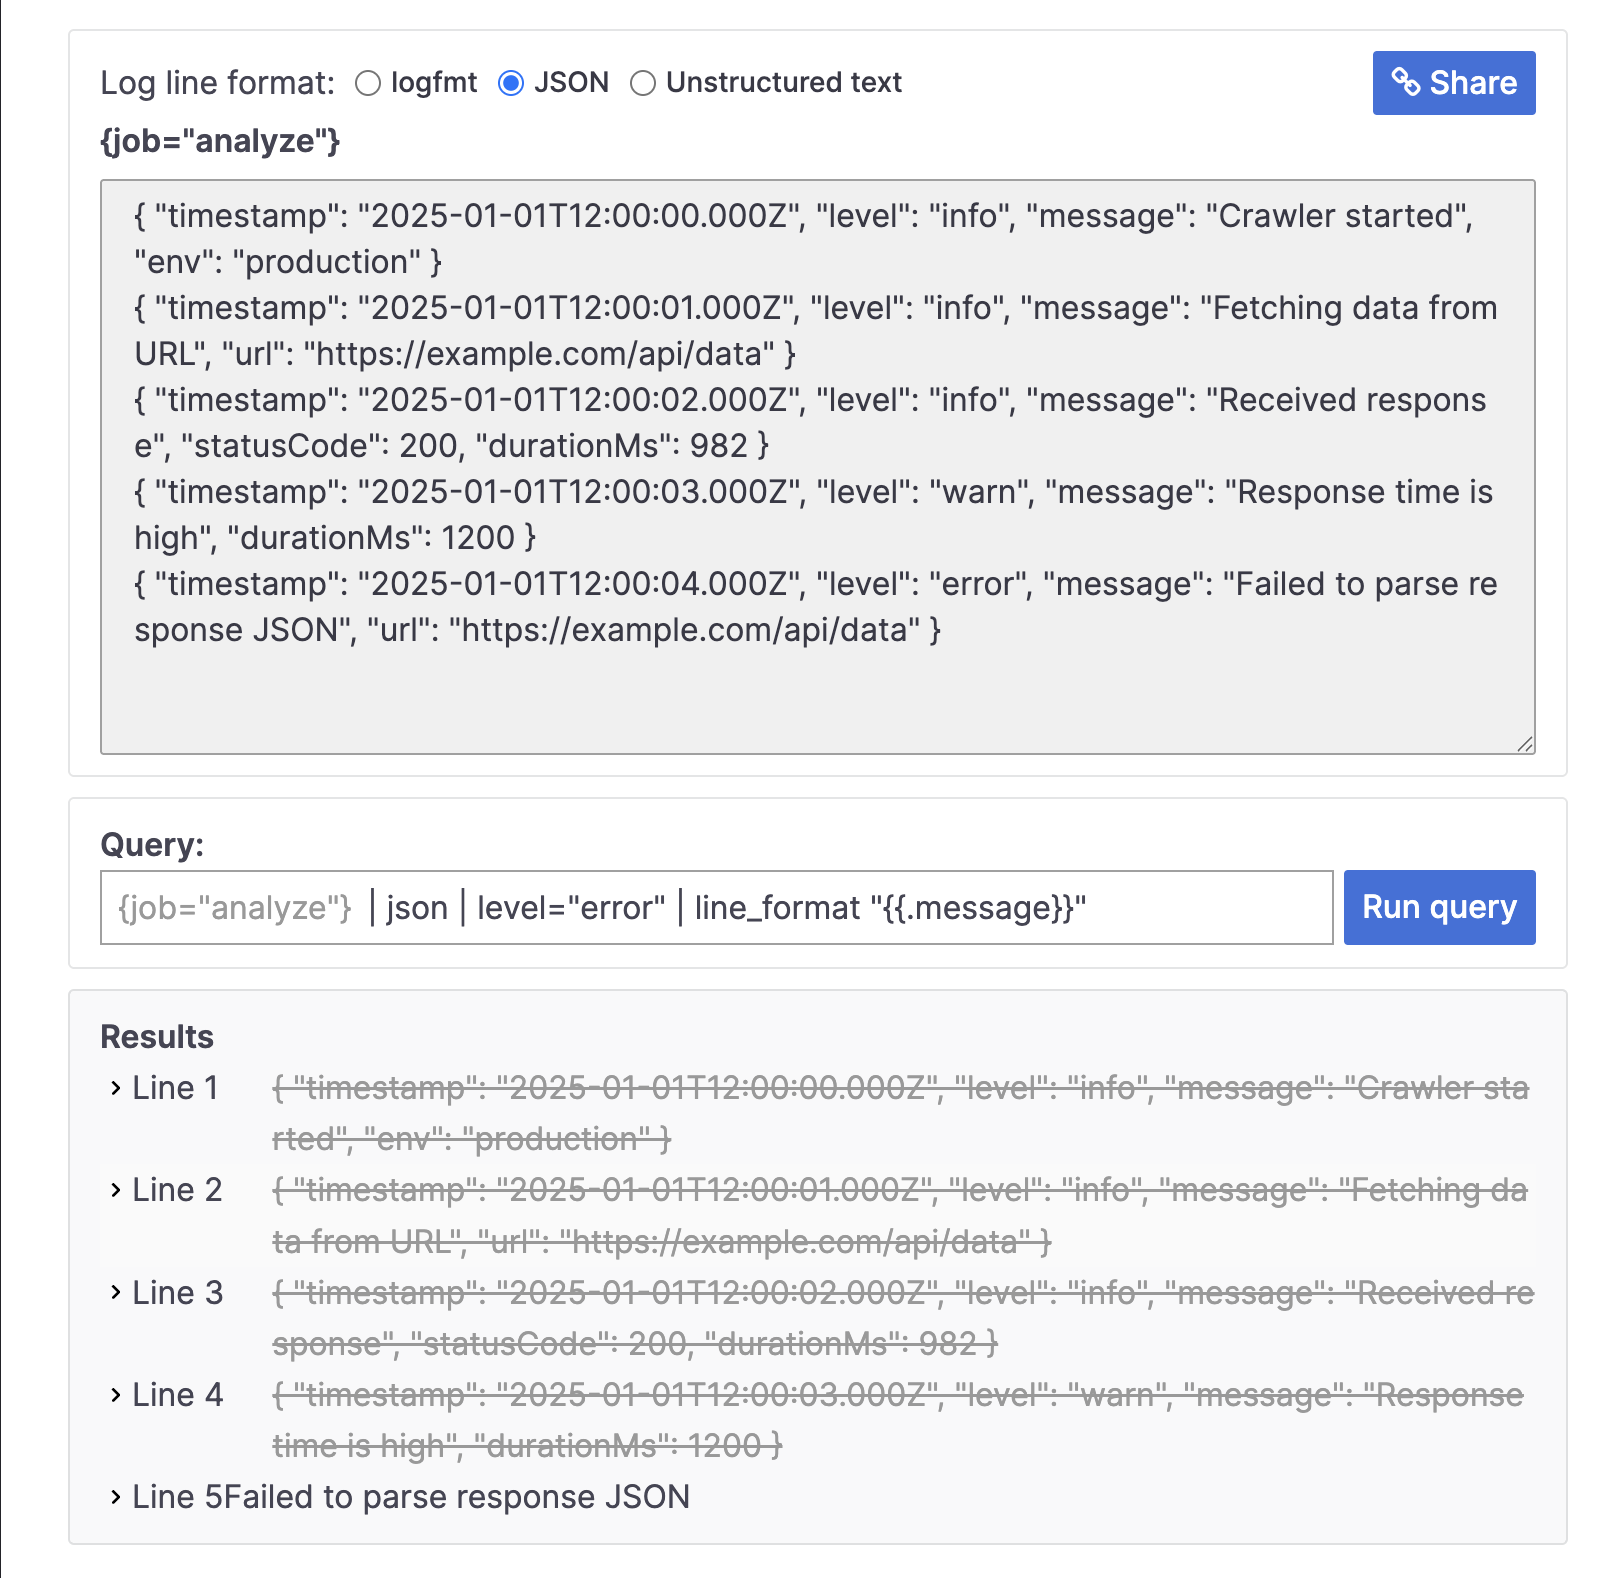 Log line format: logfmt JSON Unstructured text Share
{job="analyze"}
{ "timestamp": "2025-01-01T12:00:00.000Z", "level": "info", "message": "Crawler started",
"env": "production" }
{ "timestamp": "2025-01-01T12:00:01.000Z", "level": "info", "message": "Fetching data from
URL", "url": "https://example.com/api/data" }
{ "timestamp": "2025-01-01T12:00:02.000Z", "level": "info", "message": "Received respons
e", "statusCode": 200, "durationMs": 982 }
{ "timestamp": "2025-01-01T12:00:03.000Z", "level": "warn", "message": "Response time is
high", "durationMs": 1200 }
{ "timestamp": "2025-01-01T12:00:04.000Z", "level": "error", "message": "Failed to parse re
sponse JSON", "url": "https://example.com/api/data" }
Query:
{job="analyze"} | json | level="error" | line_format "{{.message}}" Run query
Results
Line 1 { "timestamp": "2025-01-01T12:00:00.000Z", "level": "info", "message": "Crawler sta
rted", "env": "production" }
Line 2 { "timestamp": "2025-01-01T12:00:01.000Z", "level": "info", "message": "Fetching da
ta from URL", "url": "https://example.com/api/data" }
Line 3 { "timestamp": "2025-01-01T12:00:02.000Z", "level": "info", "message": "Received re
sponse", "statusCode": 200, "durationMs": 982 }
Line 4 { "timestamp": "2025-01-01T12:00:03.000Z", "level": "warn", "message": "Response
time is high", "durationMs": 1200 }
Line 5Failed to parse response JSON